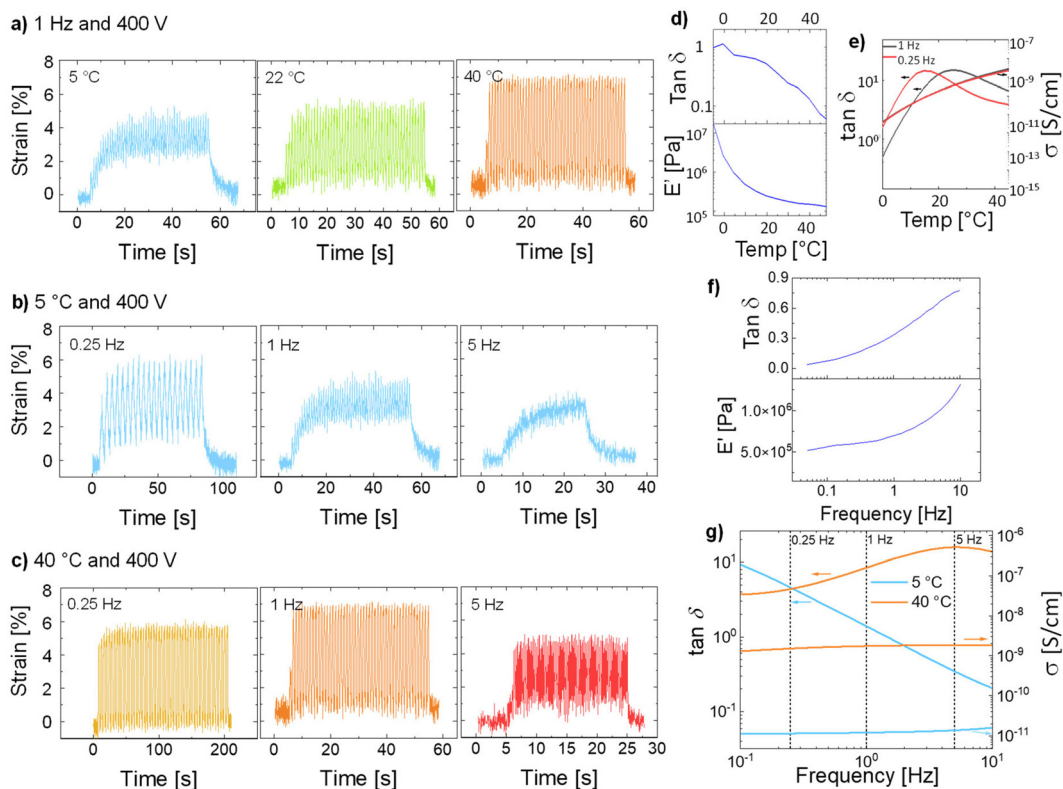 a) 1 Hz and 400 V
Strain [%]
8
6
4
2
0
5 °C
22 °C
40 °C
0 20 40 60
0 20 40 60
0 20 40 60
Time [s]
Time [s]
Time [s]
b) 5 °C and 400 V
Strain [%]
8
6
4
2
0
0.25 Hz
1 Hz
5 Hz
0 50 100
0 20 40 60
0 10 20 30 40
Time [s]
Time [s]
Time [s]
c) 40 °C and 400 V
Strain [%]
8
6
4
2
0
0.25 Hz
1 Hz
5 Hz
0 100 200
0 20 40 60
0 5 10 15 20 25 30
Time [s]
Time [s]
Time [s]
d)
0 20 40
Tan δ
1
0.1
E' [Pa]
10⁷
10⁶
10⁵
0 20 40
Temp [°C]
e)
1 Hz
0.25 Hz
tan δ
10¹
10⁰
10⁻⁷
10⁻⁹
10⁻¹¹
10⁻¹³
10⁻¹⁵
σ [S/cm]
0 20 40
Temp [°C]
f)
Tan δ
0.9
0.6
0.3
0.0
E' [Pa]
1.0×10⁶
5.0×10⁵
0.1 1 10
Frequency [Hz]
g)
0.25 Hz
1 Hz
5 Hz
5 °C
40 °C
tan δ
10¹
10⁰
10⁻¹
10⁻⁶
10⁻⁷
10⁻⁸
10⁻⁹
10⁻¹⁰
10⁻¹¹
σ [S/cm]
10⁻¹ 10⁰ 10¹
Frequency [Hz]